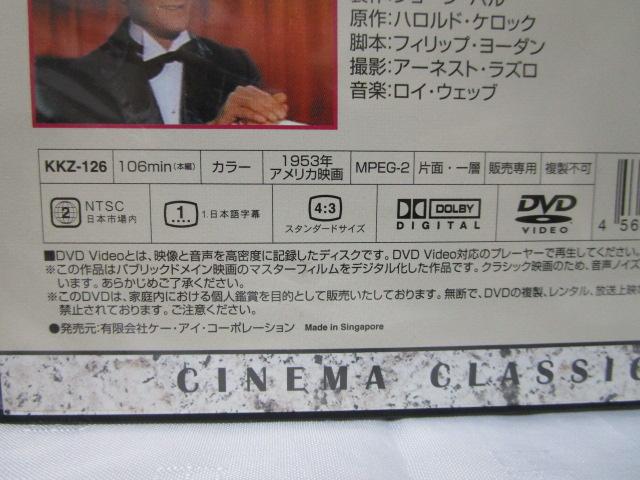 原作：ハロルド・ケロック
脚本：フィリップ・ヨーダン
撮影：アーネスト・ラズロ
音楽：ロイ・ウェッブ
KKZ-126 106min(本編) カラー 1953年 アメリカ映画 MPEG-2 片面・一層 販売専用 複製不可
2 NTSC 日本市場内 1 1.日本語字幕 4:3 スタンダードサイズ DOLBY DIGITAL DVD VIDEO 4 56
■DVD Videoとは、映像と音声を高密度に記録したディスクです。DVD Video対応のプレーヤーで再生してください。
※この作品はパブリックドメイン映画のマスターフィルムをデジタル化した作品です。クラシック映画のため、音声ノイズ
います。あらかじめご了承ください。
※このDVDは、家庭内における個人鑑賞を目的として販売いたしております。無断で、DVDの複製、レンタル、放送上映
禁止されております。ご注意ください。
●発売元：有限会社ケー・アイ・コーポレーション Made in Singapore
CINEMA CLASSIC